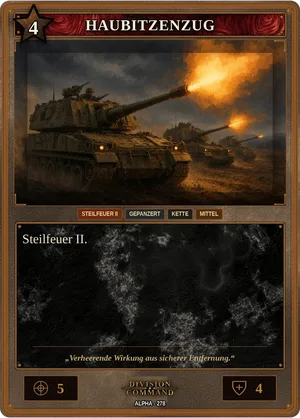 4
HAUBITZENZUG
STEILFEUER II GEPANZERT KETTE MITTEL
Steilfeuer II.
„Verheerende Wirkung aus sicherer Entfernung.“
5
DIVISION
COMMAND
4
ALPHA · 278